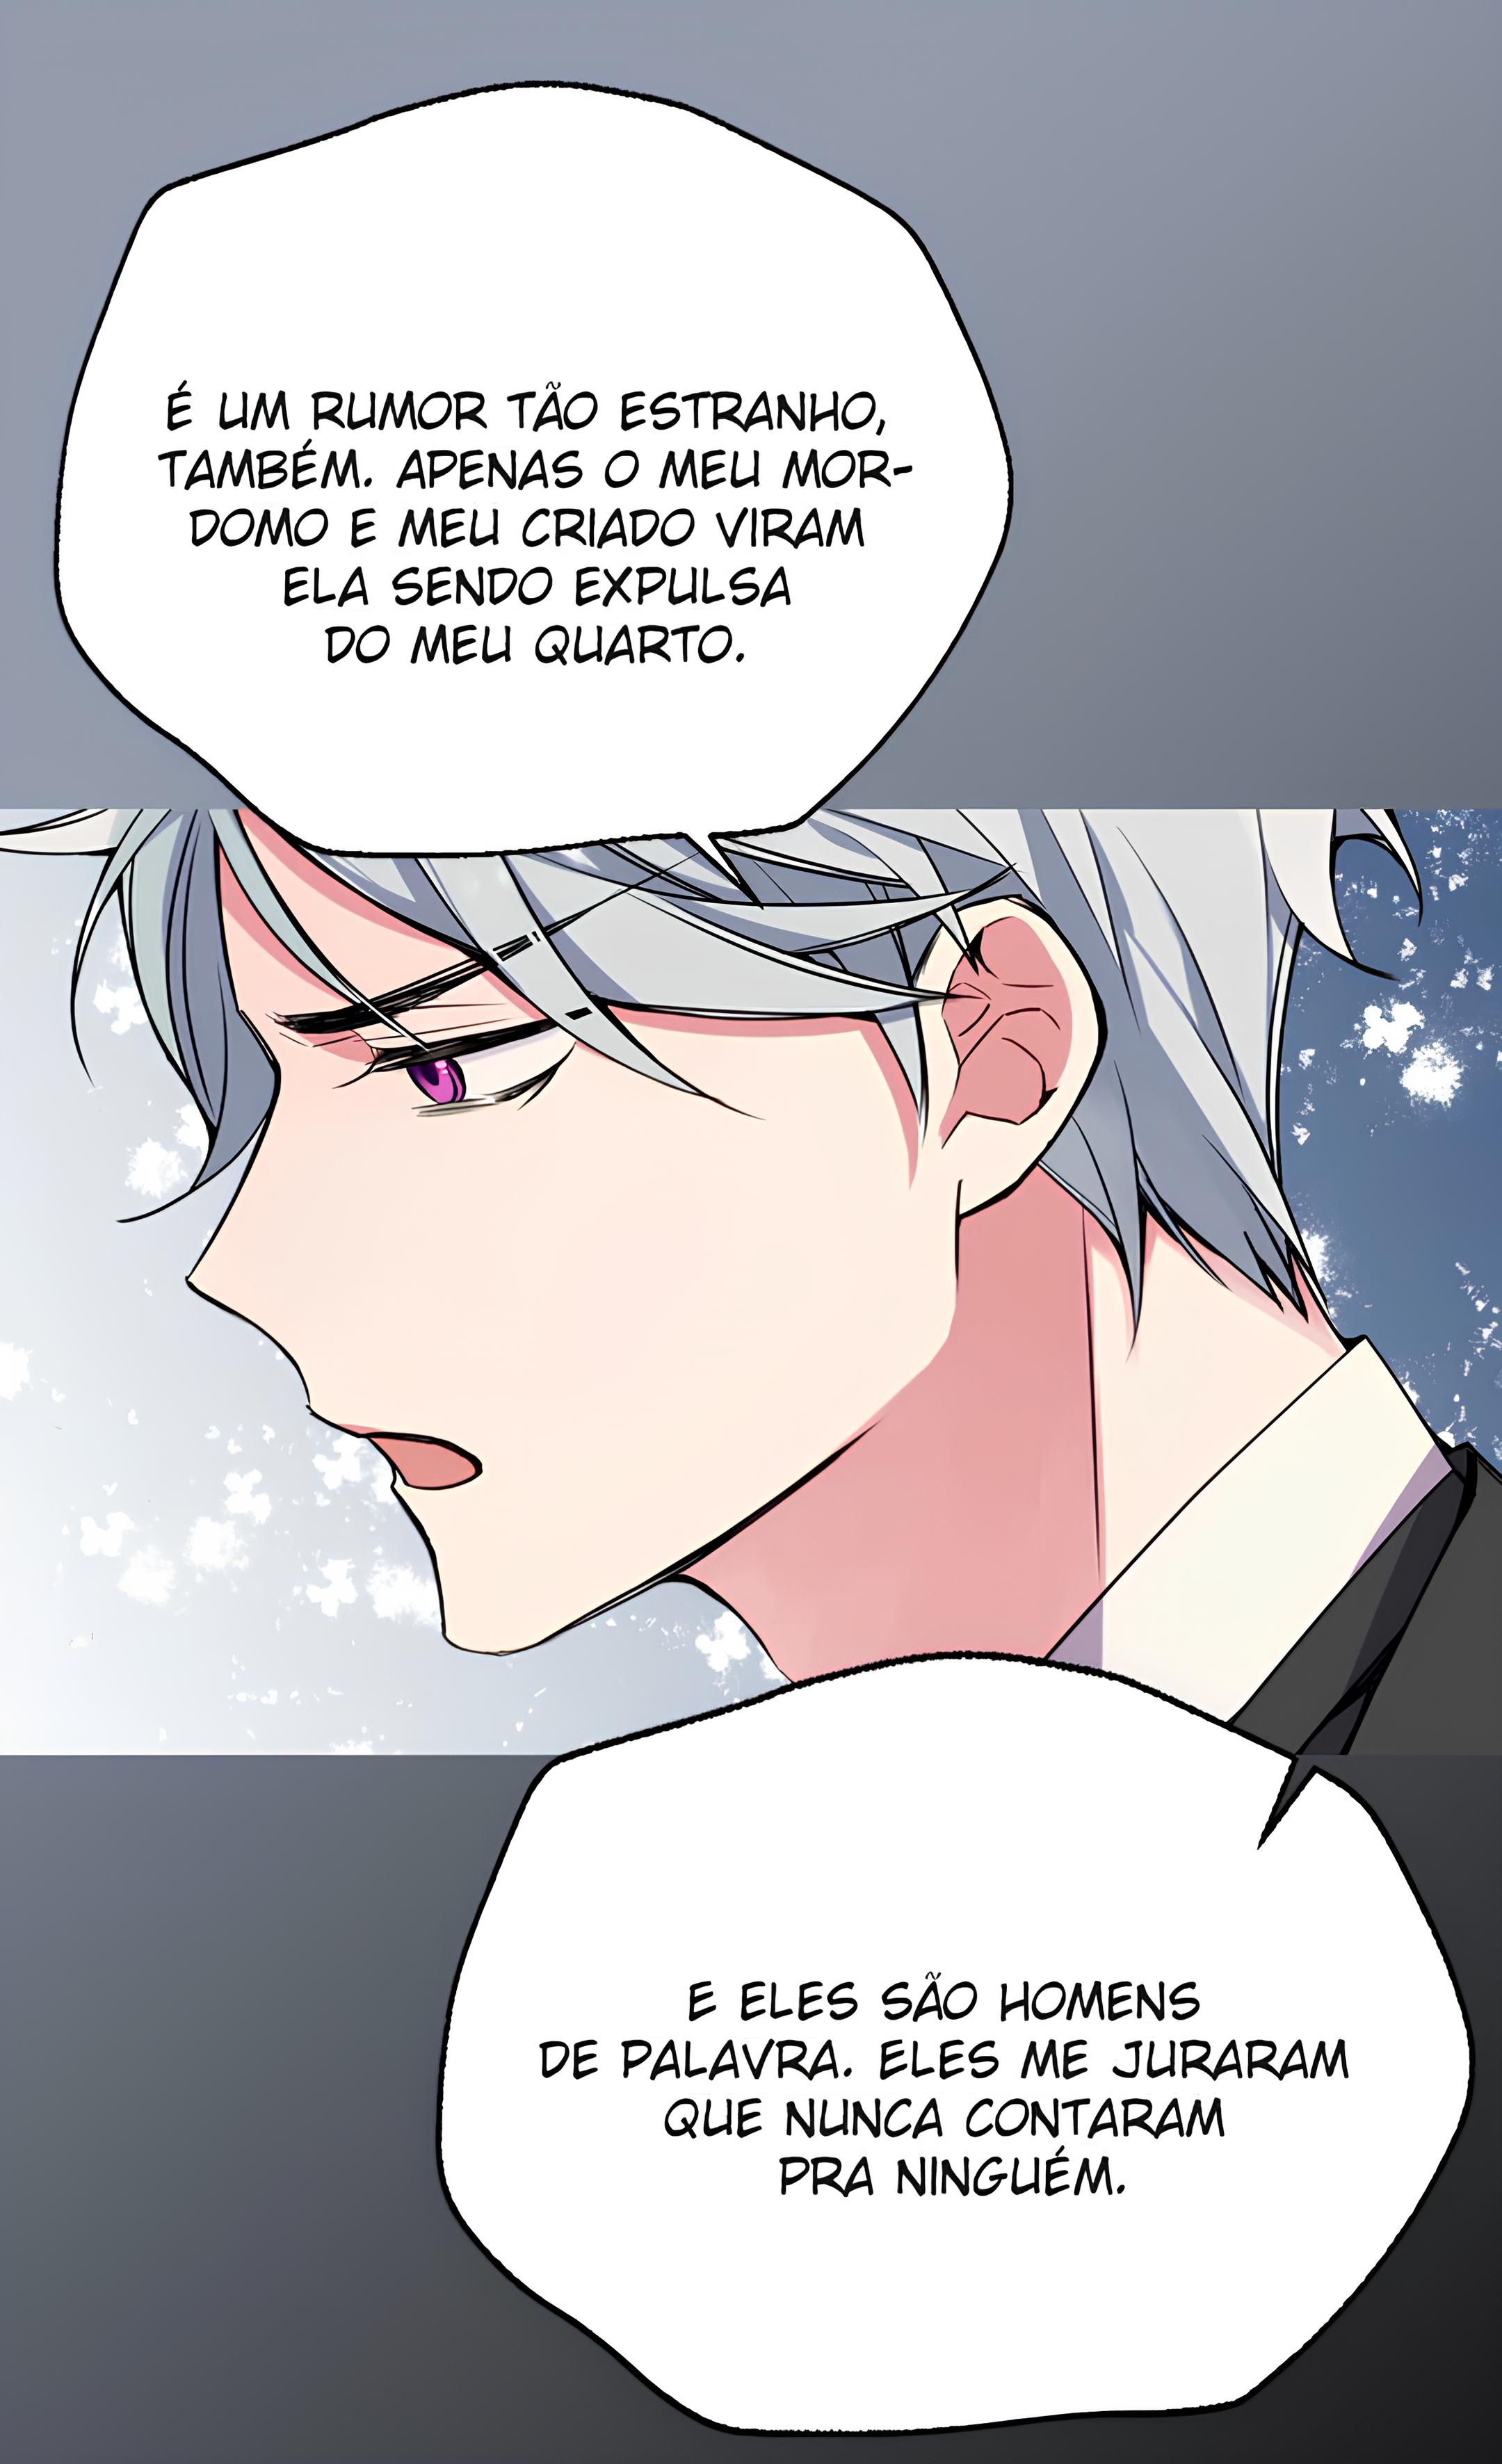 É UM RUMOR TÃO ESTRANHO,
TAMBÉM. APENAS O MEU MOR-
DOMO E MEU CRIADO VIRAM
ELA SENDO EXPULSA
DO MEU QUARTO.
E ELES SÃO HOMENS
DE PALAVRA. ELES ME JURARAM
QUE NUNCA CONTARAM
PRA NINGUÉM.